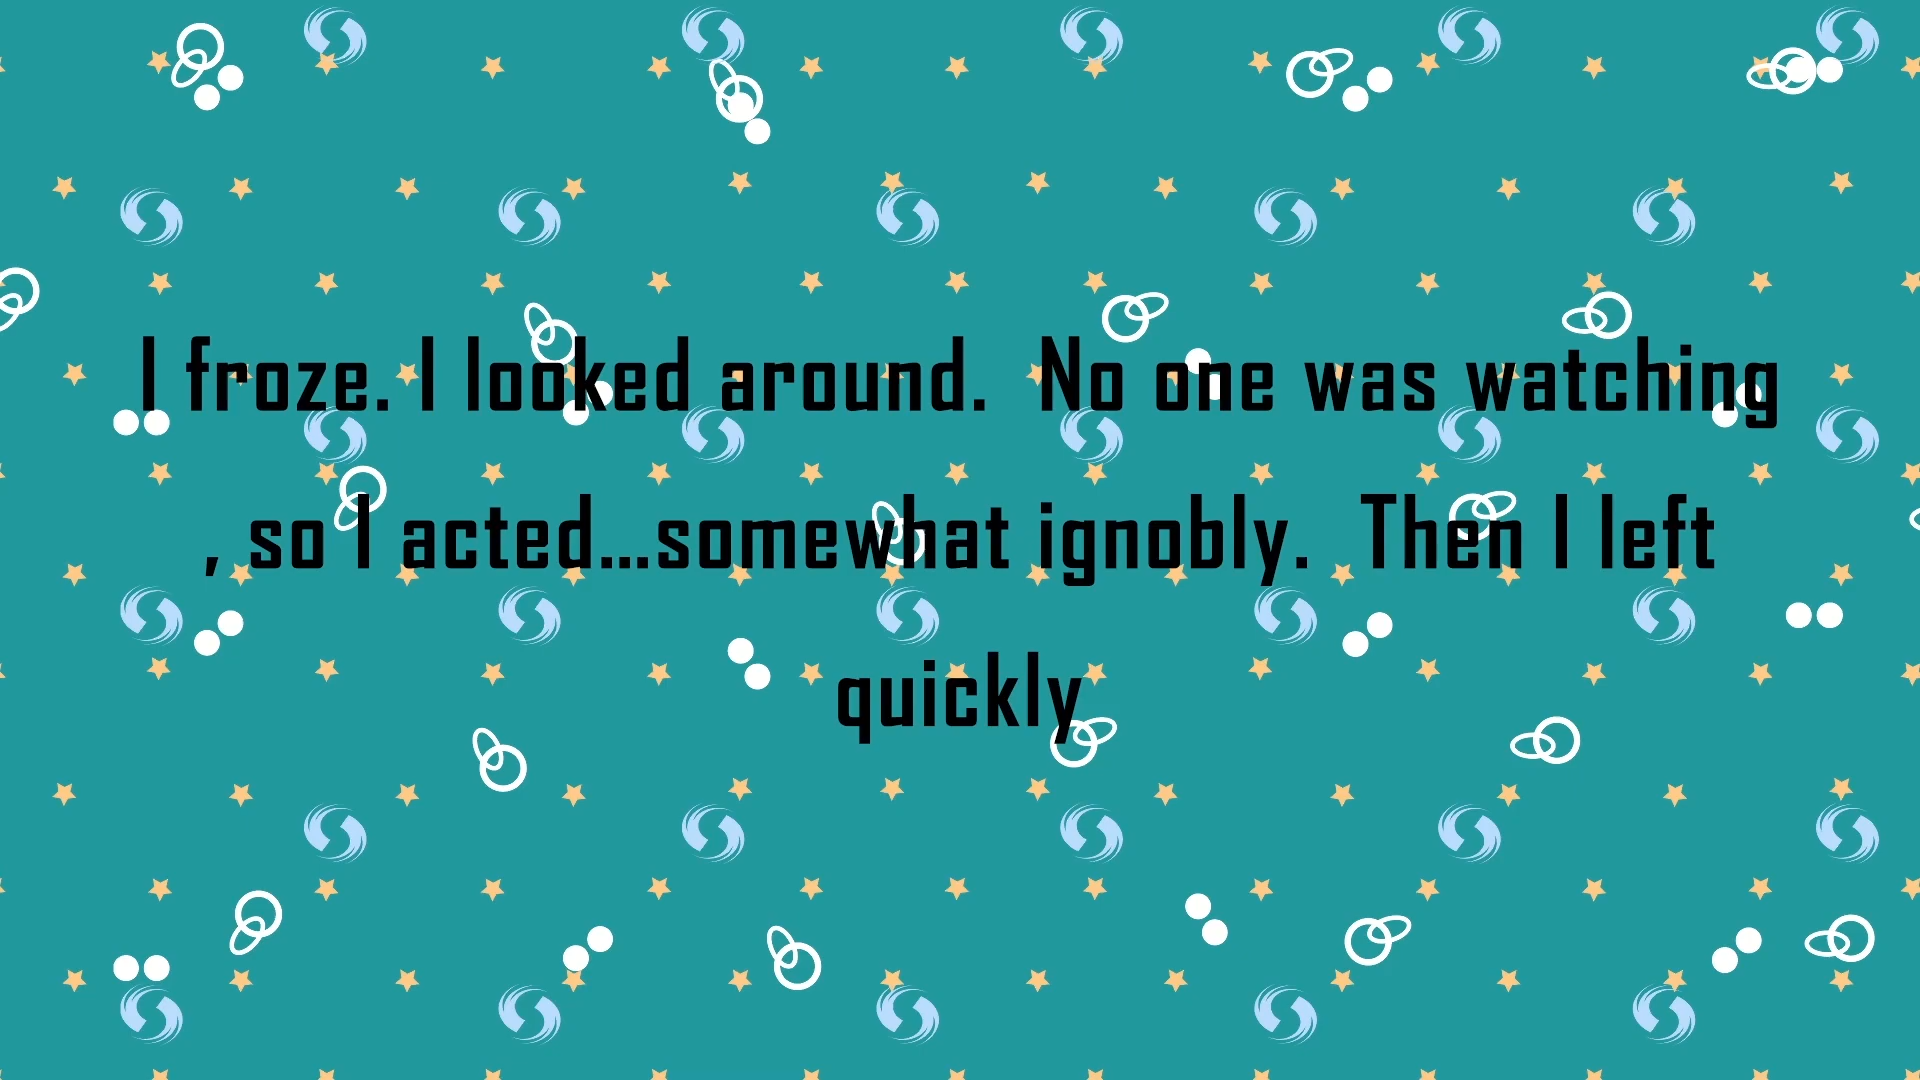 I froze. I looked around.  No one was watching
, so I acted...somewhat ignobly.  Then I left
quickly